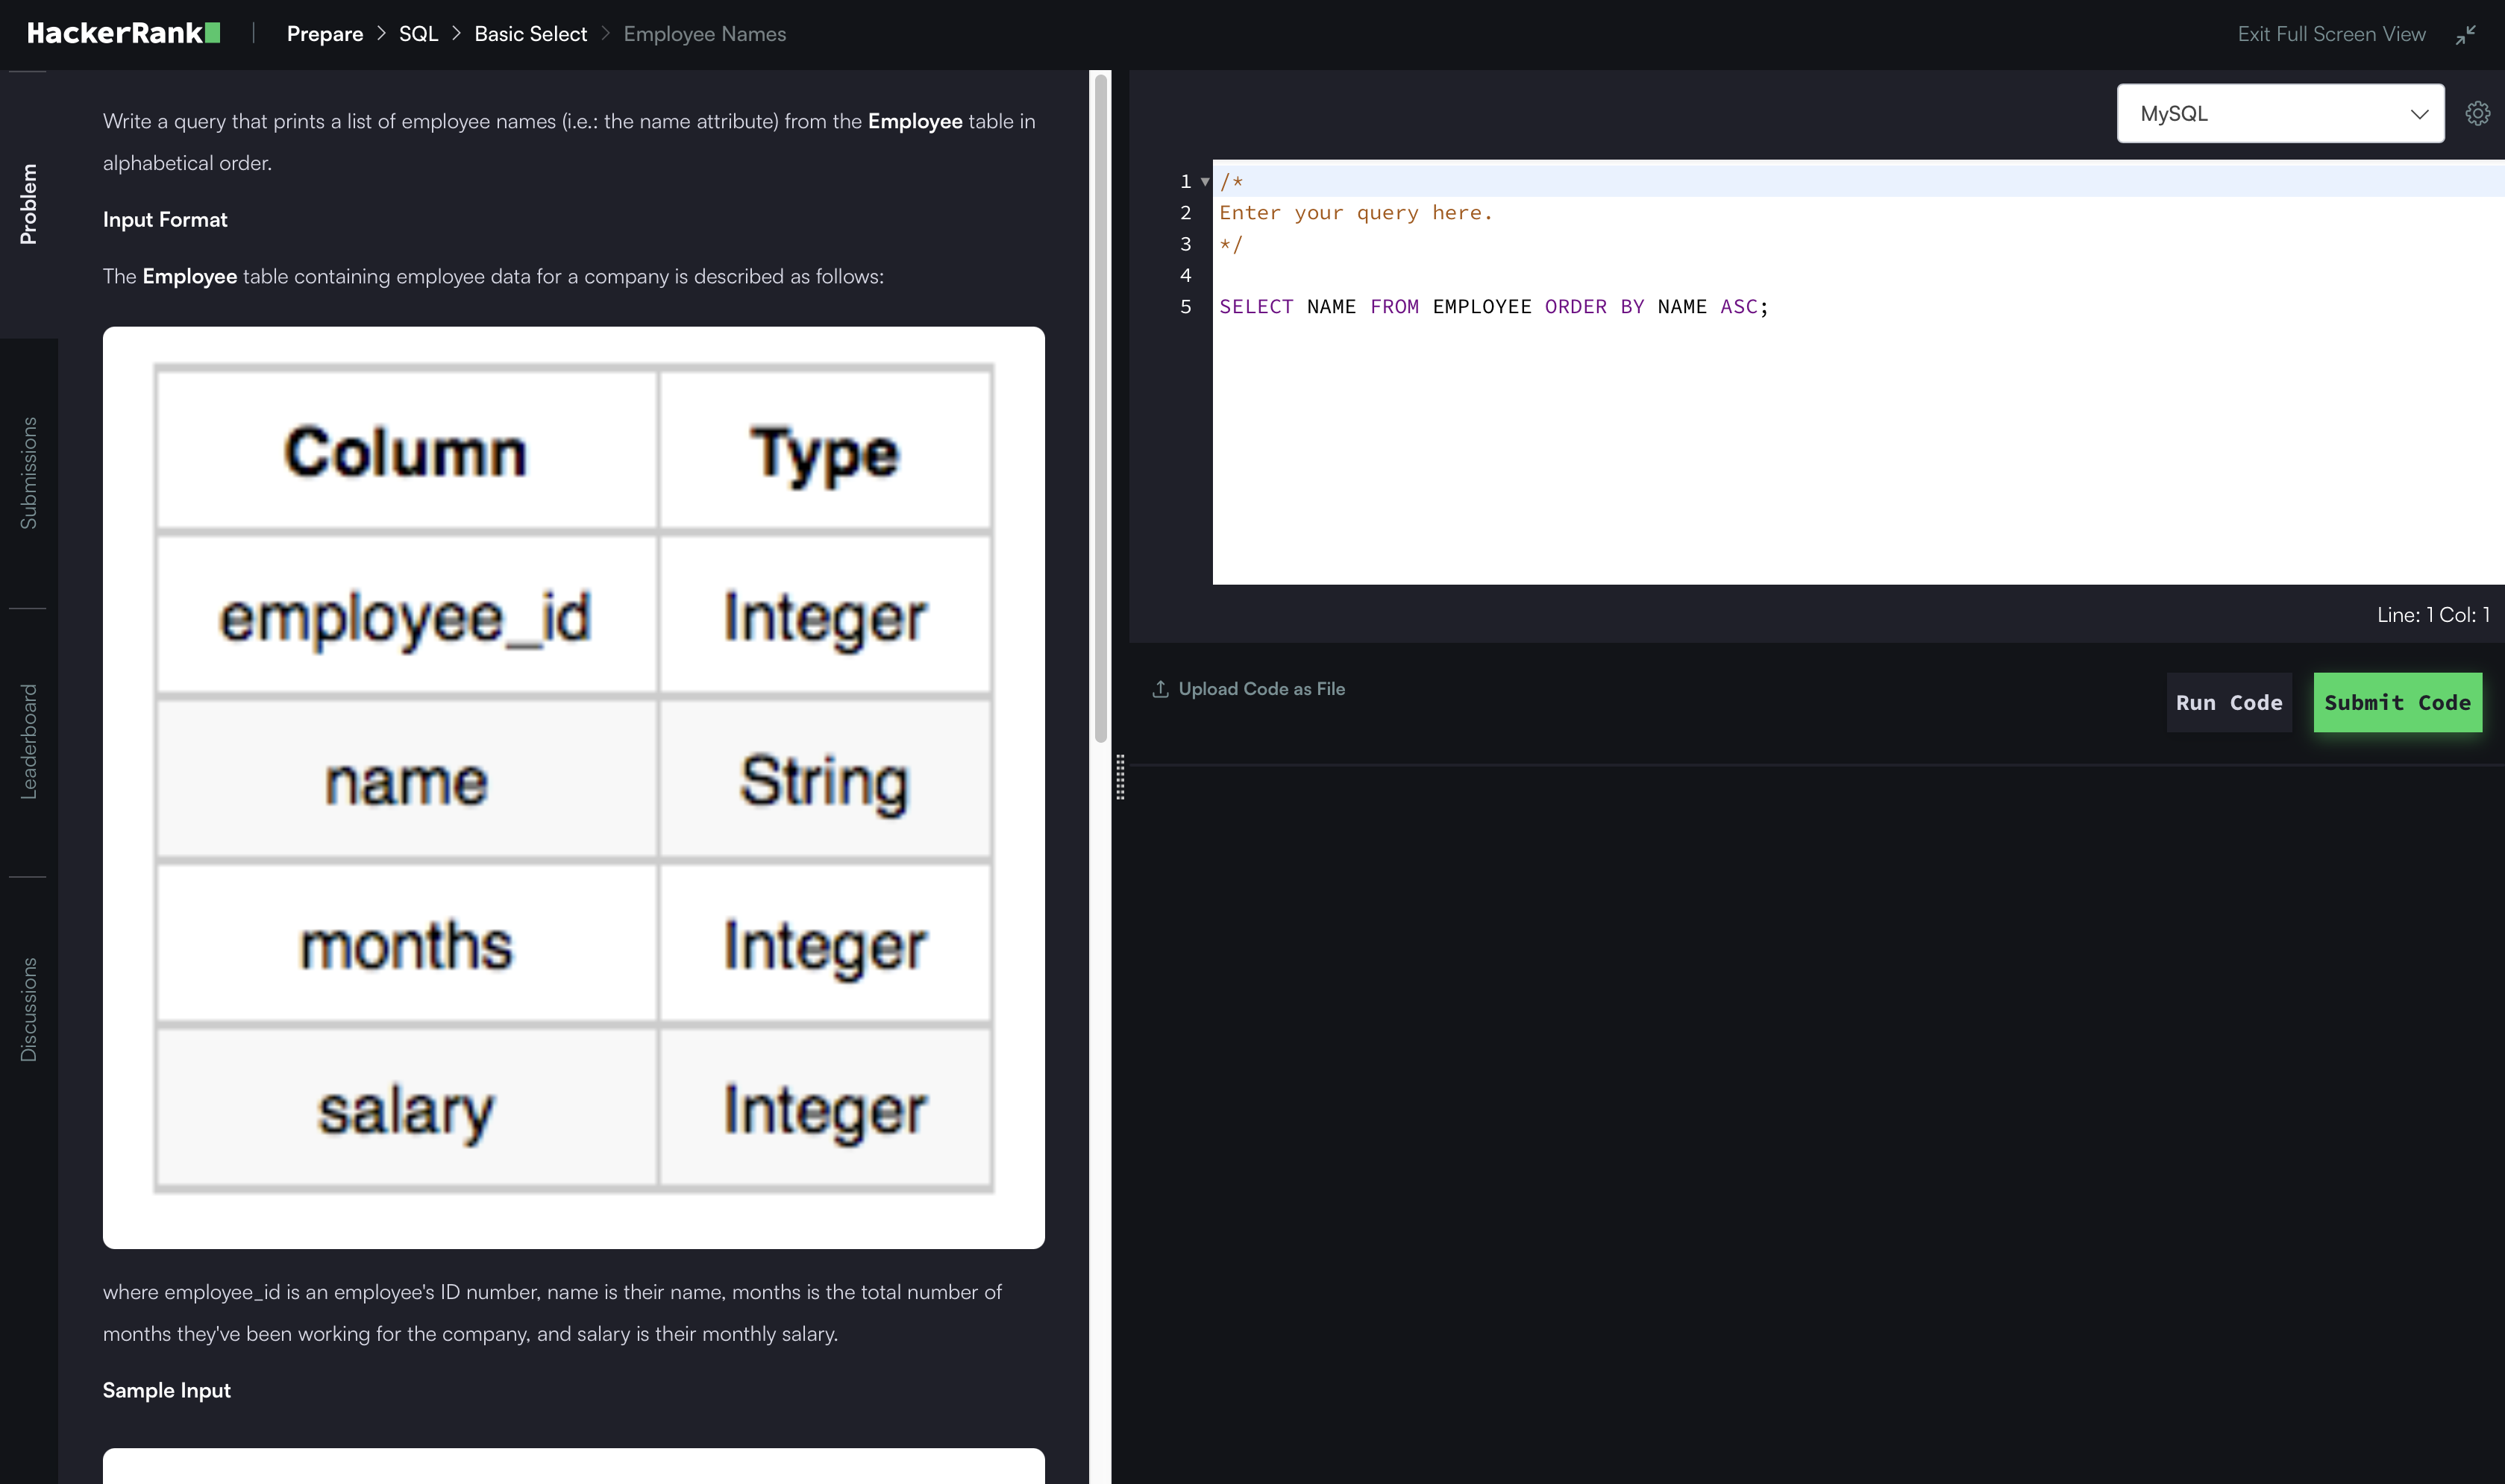 HackerRank | Prepare > SQL > Basic Select > Employee Names
Exit Full Screen View
Problem
Submissions
Leaderboard
Discussions
Write a query that prints a list of employee names (i.e.: the name attribute) from the Employee table in
alphabetical order.
Input Format
The Employee table containing employee data for a company is described as follows:
Column Type
employee_id Integer
name String
months Integer
salary Integer
where employee_id is an employee's ID number, name is their name, months is the total number of
months they've been working for the company, and salary is their monthly salary.
Sample Input
MySQL
1 /*
2 Enter your query here.
3 */
4
5 SELECT NAME FROM EMPLOYEE ORDER BY NAME ASC;
Line: 1 Col: 1
Upload Code as File
Run Code
Submit Code